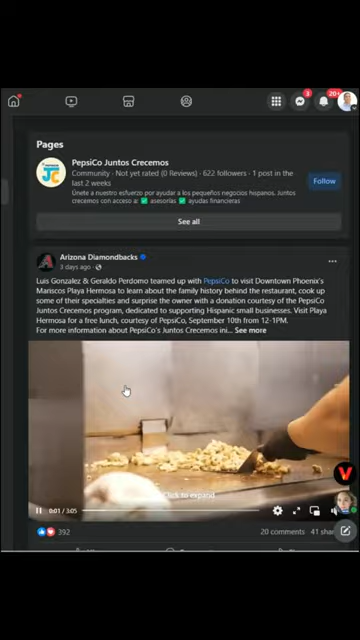 3
20+
Pages
PepsiCo Juntos Crecemos
Community · Not yet rated (0 Reviews) · 622 followers · 1 post in the
last 2 weeks
Únete a nuestro esfuerzo por ayudar a los pequeños negocios hispanos. Juntos
crecemos con acceso a: ✅ asesorías ✅ ayudas financieras
Follow
See all
Arizona Diamondbacks
3 days ago ·
Luis Gonzalez & Geraldo Perdomo teamed up with PepsiCo to visit Downtown Phoenix's
Mariscos Playa Hermosa to learn about the family history behind the restaurant, cook up
some of their specialties and surprise the owner with a donation courtesy of the PepsiCo
Juntos Crecemos program, dedicated to supporting Hispanic small businesses. Visit Playa
Hermosa for a free lunch, courtesy of PepsiCo, September 10th from 12-1PM.
For more information about PepsiCo's Juntos Crecemos ini... See more
Click to expand
0:01 / 3:05
392
20 comments 41 shar